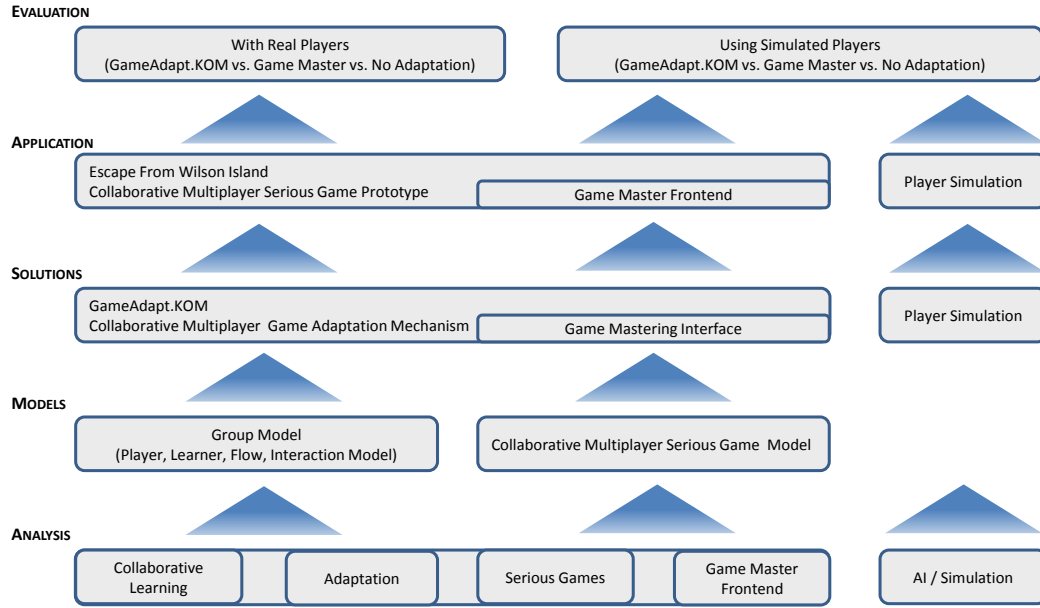 EVALUATION
With Real Players
(GameAdapt.KOM vs. Game Master vs. No Adaptation)
Using Simulated Players
(GameAdapt.KOM vs. Game Master vs. No Adaptation)
APPLICATION
Escape From Wilson Island
Collaborative Multiplayer Serious Game Prototype
Game Master Frontend
Player Simulation
SOLUTIONS
GameAdapt.KOM
Collaborative Multiplayer Game Adaptation Mechanism
Game Mastering Interface
Player Simulation
MODELS
Group Model
(Player, Learner, Flow, Interaction Model)
Collaborative Multiplayer Serious Game Model
ANALYSIS
Collaborative
Learning
Adaptation
Serious Games
Game Master
Frontend
AI / Simulation